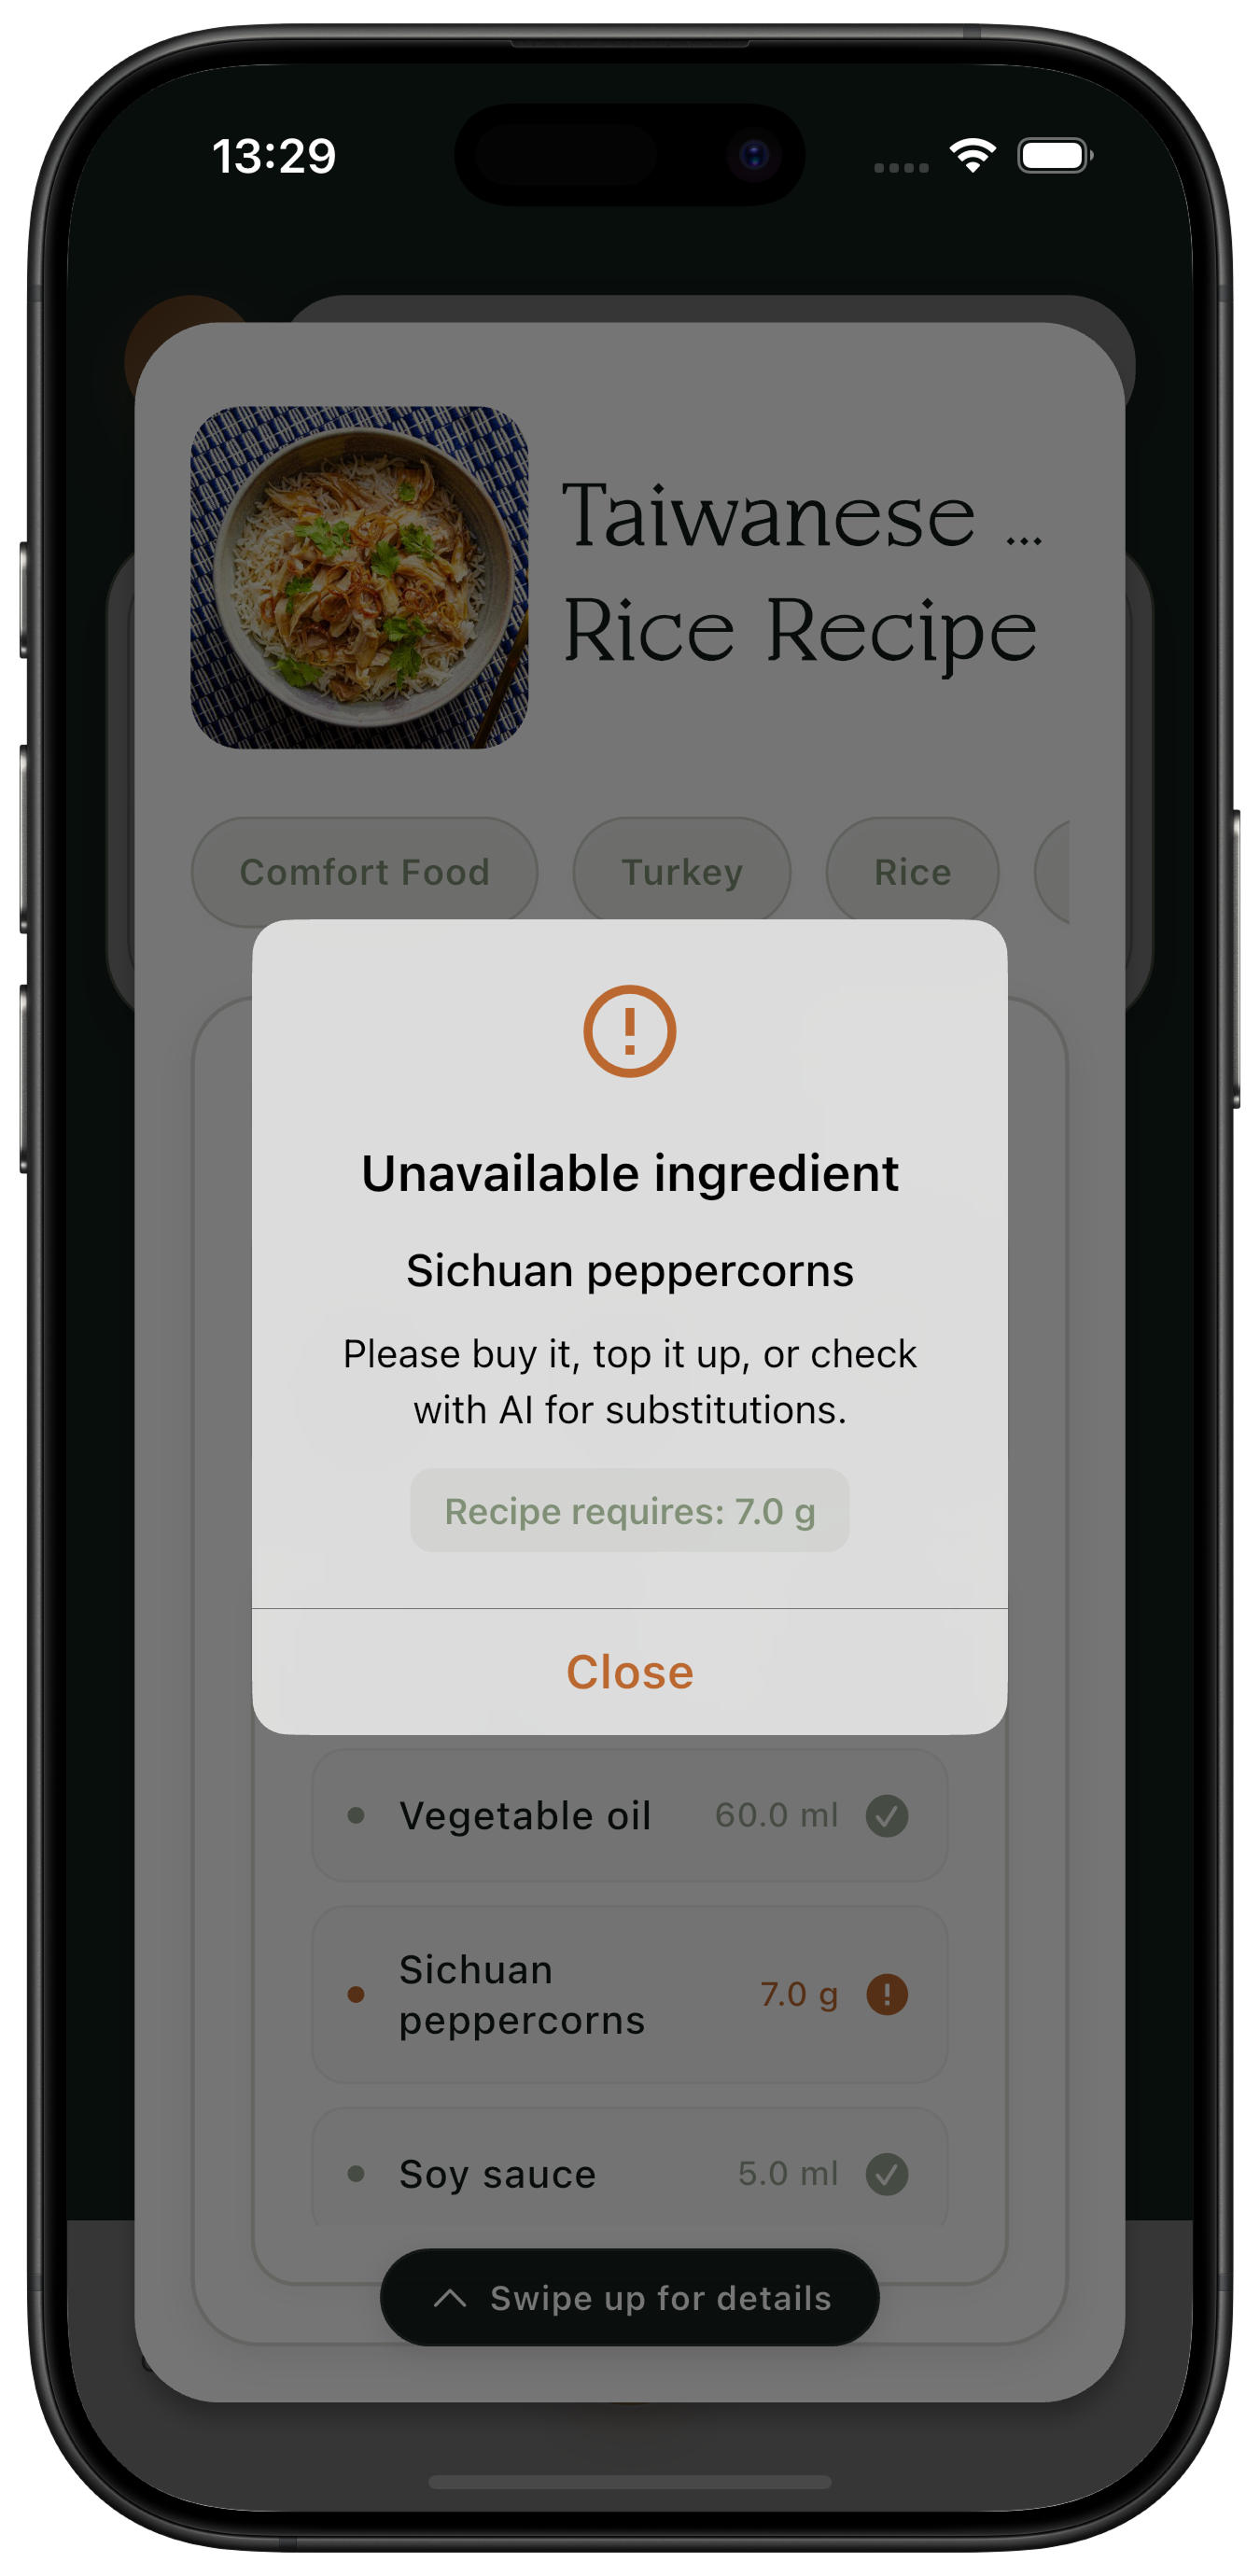 13:29
Taiwanese ...
Rice Recipe
Comfort Food
Turkey
Rice
Unavailable ingredient
Sichuan peppercorns
Please buy it, top it up, or check
with AI for substitutions.
Recipe requires: 7.0 g
Close
Vegetable oil 60.0 ml
Sichuan
peppercorns 7.0 g
Soy sauce 5.0 ml
Swipe up for details